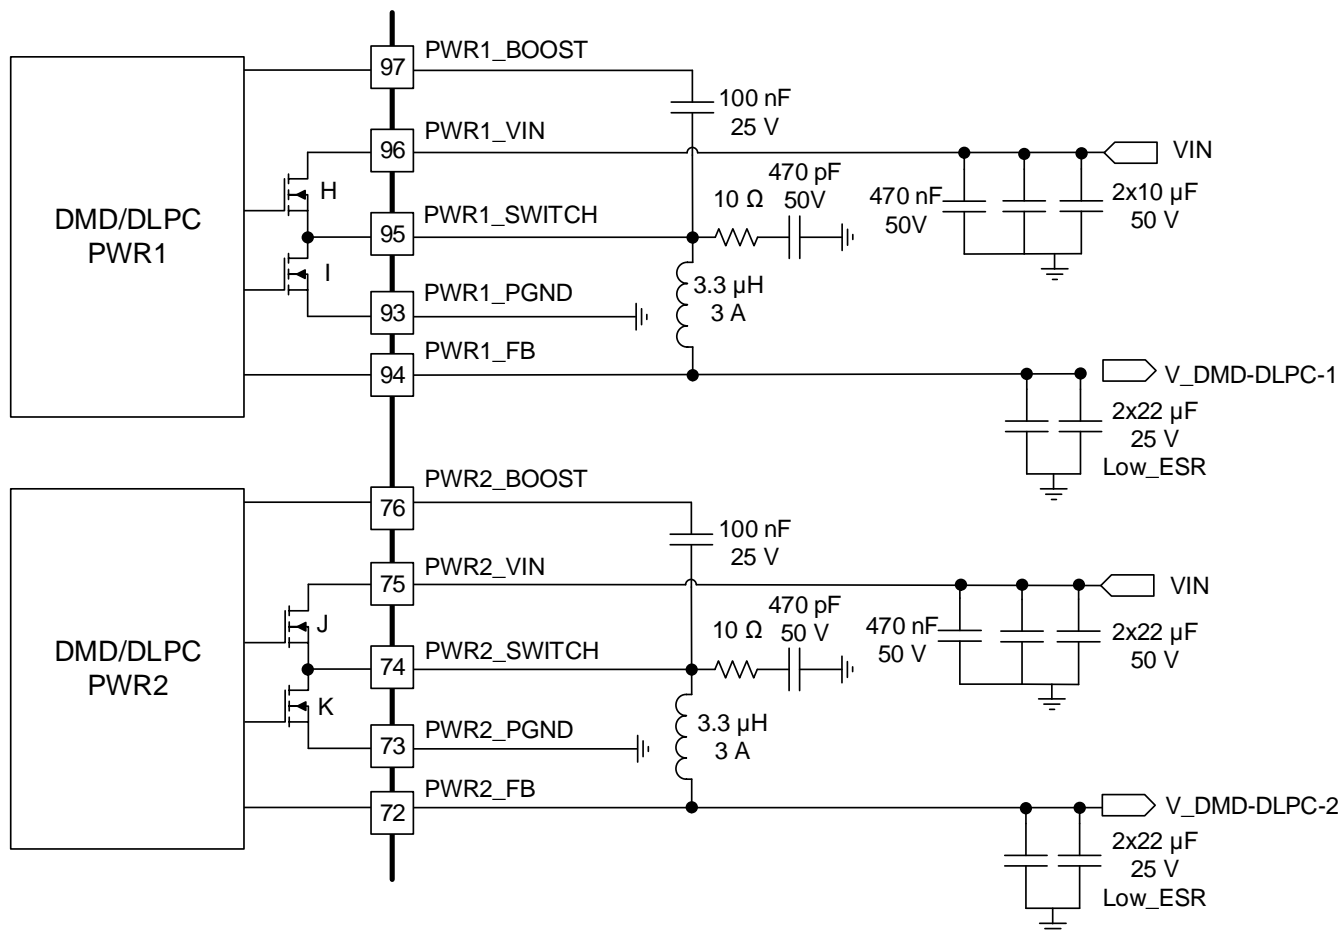 PWR1_BOOST
97
100 nF
25 V
PWR1_VIN
96
VIN
470 pF
50V
10 Ω
470 nF
50V
2x10 µF
50 V
H
DMD/DLPC
PWR1
PWR1_SWITCH
95
I
3.3 µH
3 A
PWR1_PGND
93
PWR1_FB
94
V_DMD-DLPC-1
2x22 µF
25 V
Low_ESR
PWR2_BOOST
76
100 nF
25 V
PWR2_VIN
75
VIN
470 pF
50 V
10 Ω
470 nF
50 V
2x22 µF
50 V
J
DMD/DLPC
PWR2
PWR2_SWITCH
74
K
3.3 µH
3 A
PWR2_PGND
73
PWR2_FB
72
V_DMD-DLPC-2
2x22 µF
25 V
Low_ESR